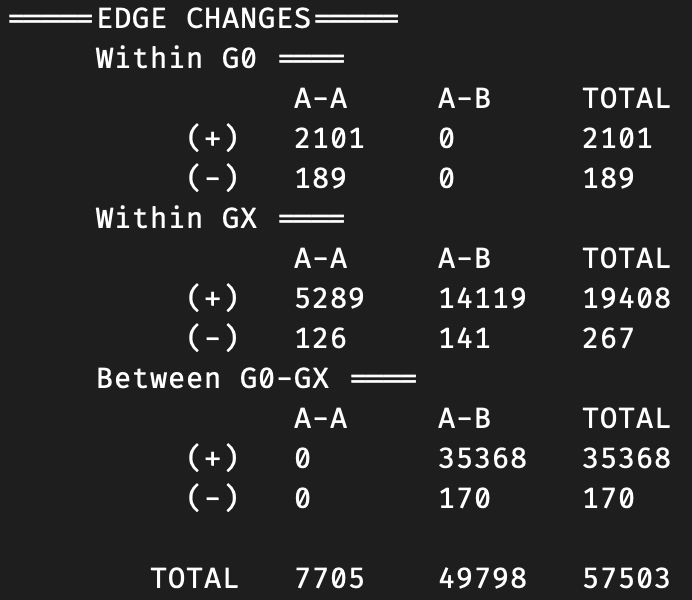 ═════EDGE CHANGES═════
Within G0 ════
A-A A-B TOTAL
(+) 2101 0 2101
(-) 189 0 189
Within GX ════
A-A A-B TOTAL
(+) 5289 14119 19408
(-) 126 141 267
Between G0-GX ════
A-A A-B TOTAL
(+) 0 35368 35368
(-) 0 170 170
TOTAL 7705 49798 57503